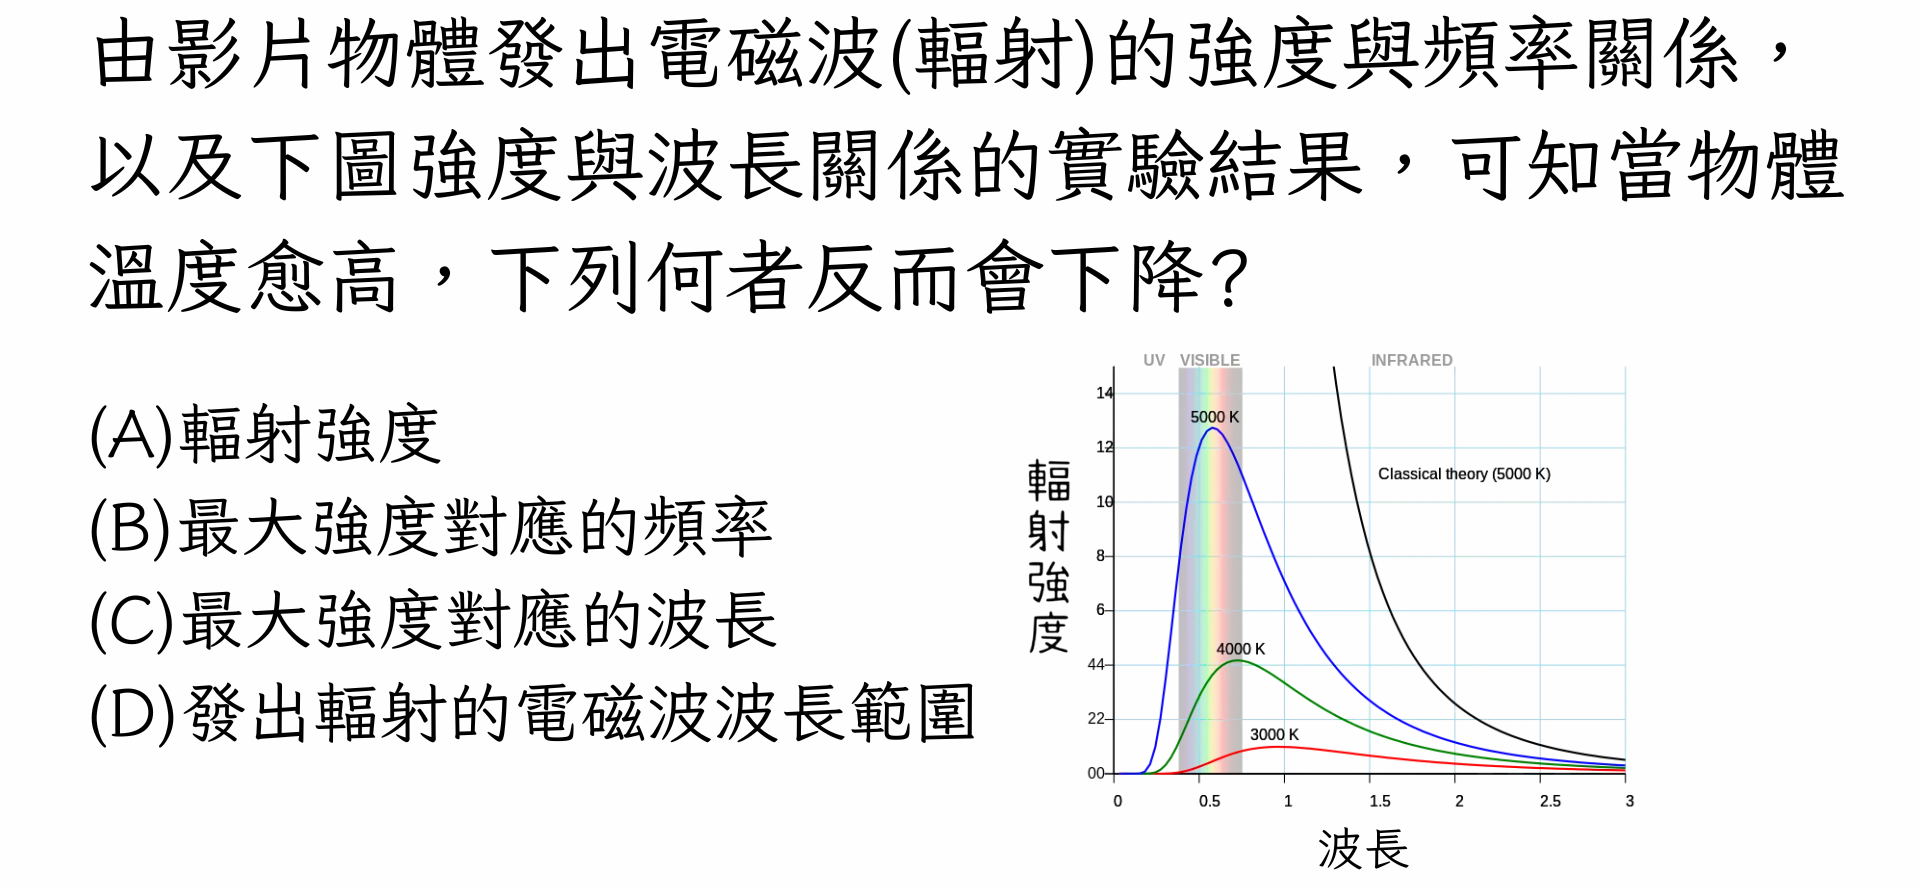 由影片物體發出電磁波(輻射)的強度與頻率關係，
以及下圖強度與波長關係的實驗結果，可知當物體
溫度愈高，下列何者反而會下降?
(A)輻射強度
(B)最大強度對應的頻率
(C)最大強度對應的波長
(D)發出輻射的電磁波波長範圍
UV VISIBLE INFRARED
14
5000 K
12
Classical theory (5000 K)
10
8
6
4000 K
44
3000 K
22
00
0 0.5 1 1.5 2 2.5 3
輻射強度
波長